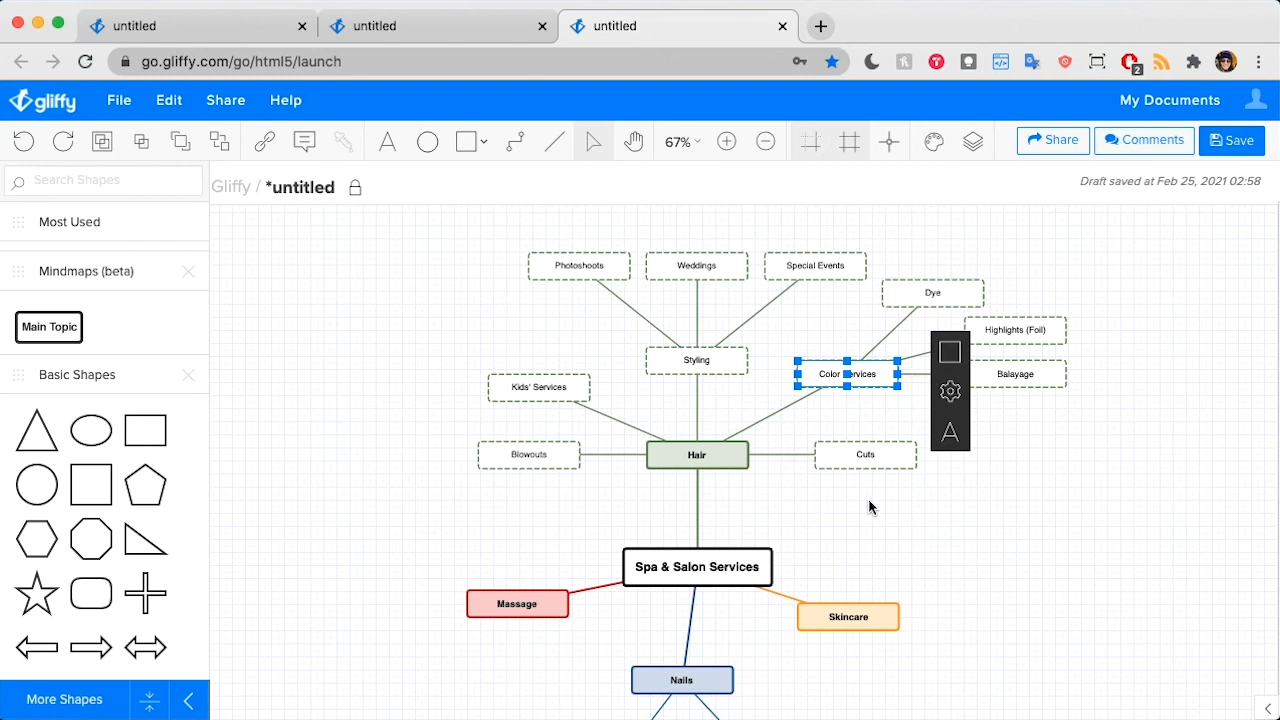 untitled
untitled
untitled
go.gliffy.com/go/html5/launch
2
gliffy
File
Edit
Share
Help
My Documents
67%
Share
Comments
Save
Search Shapes
Gliffy / *untitled
Draft saved at Feb 25, 2021 02:58
Most Used
Mindmaps (beta)
Main Topic
Basic Shapes
More Shapes
Photoshoots
Weddings
Special Events
Dye
Highlights (Foil)
Styling
Color
Balayage
Kids' Services
Blowouts
Hair
Cuts
Spa & Salon Services
Massage
Skincare
Nails
A